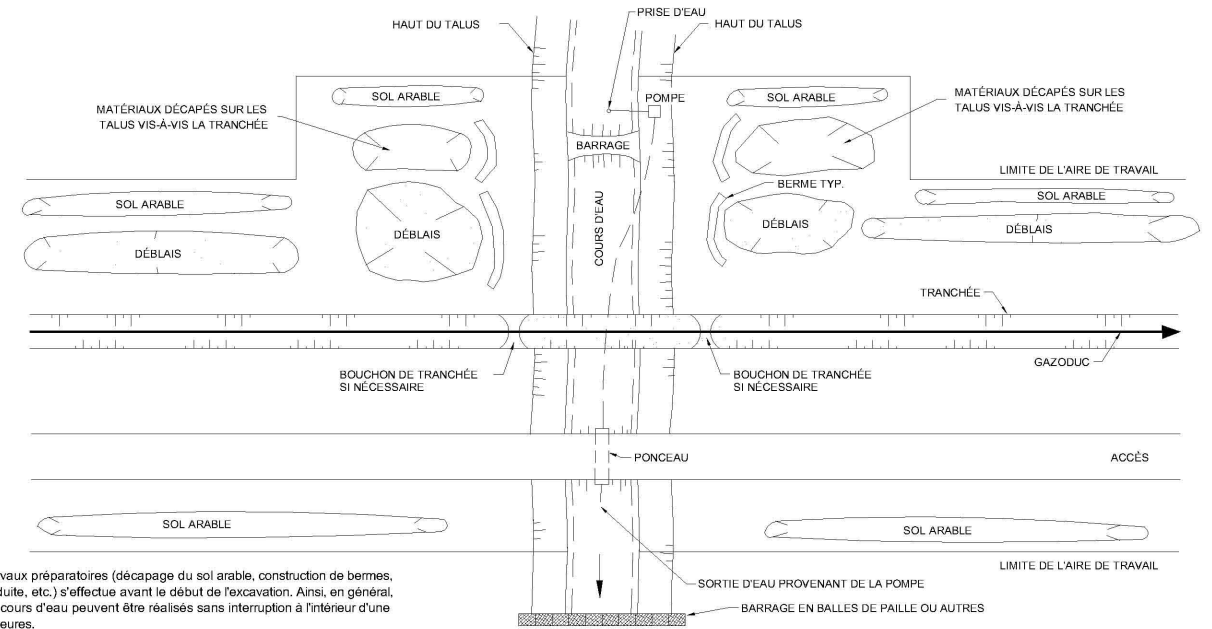 PRISE D'EAU
HAUT DU TALUS
HAUT DU TALUS
SOL ARABLE
POMPE
SOL ARABLE
MATÉRIAUX DÉCAPÉS SUR LES
TALUS VIS-À-VIS LA TRANCHÉE
MATÉRIAUX DÉCAPÉS SUR LES
TALUS VIS-À-VIS LA TRANCHÉE
BARRAGE
LIMITE DE L'AIRE DE TRAVAIL
BERME TYP.
SOL ARABLE
SOL ARABLE
COURS D'EAU
DÉBLAIS
DÉBLAIS
DÉBLAIS
DÉBLAIS
TRANCHÉE
GAZODUC
BOUCHON DE TRANCHÉE
SI NÉCESSAIRE
BOUCHON DE TRANCHÉE
SI NÉCESSAIRE
PONCEAU
ACCÈS
SOL ARABLE
SOL ARABLE
LIMITE DE L'AIRE DE TRAVAIL
vaux préparatoires (décapage du sol arable, construction de bermes,
duite, etc.) s'effectue avant le début de l'excavation. Ainsi, en général,
cours d'eau peuvent être réalisés sans interruption à l'intérieur d'une
eures.
SORTIE D'EAU PROVENANT DE LA POMPE
BARRAGE EN BALLES DE PAILLE OU AUTRES